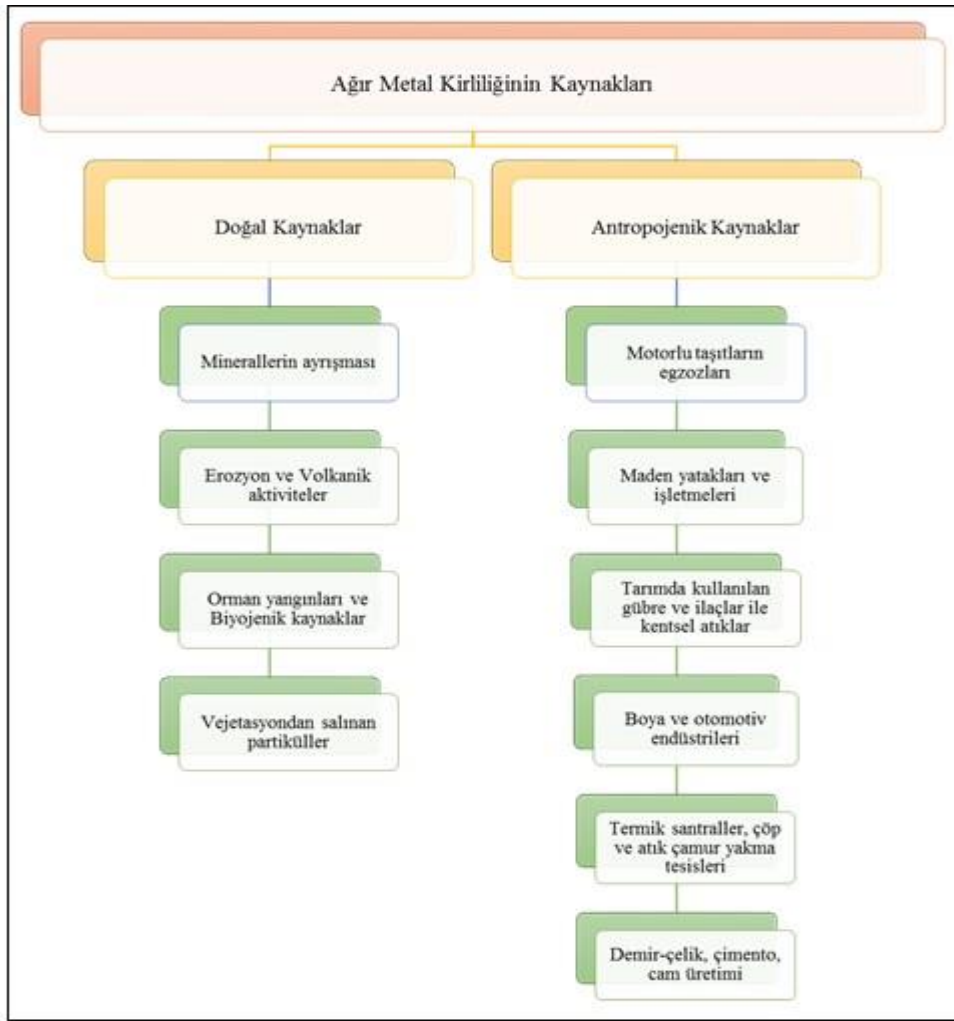 Ağır Metal Kirliliğinin Kaynakları
Doğal Kaynaklar
Minerallerin ayrışması
Erozyon ve Volkanik
aktiviteler
Orman yangınları ve
Biyojenik kaynaklar
Vejetasyondan salınan
partiküller
Antropojenik Kaynaklar
Motorlu taşıtların
egzozları
Maden yatakları ve
işletmeleri
Tarımda kullanılan
gübre ve ilaçlar ile
kentsel atıklar
Boya ve otomotiv
endüstrileri
Termik santraller, çöp
ve atık çamur yakma
tesisleri
Demir-çelik, çimento,
cam üretimi